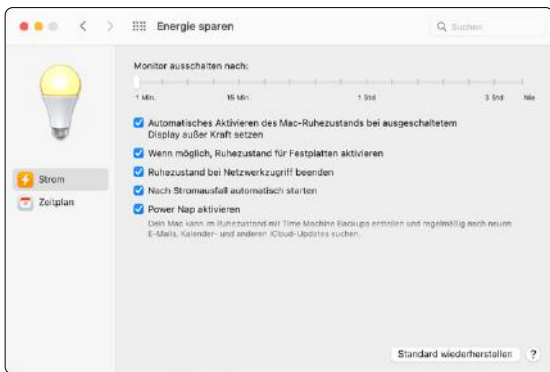 Energie sparen
Suchen
Monitor ausschalten nach:
1 Min. 15 Min. 1 Std 3 Std Nie
Automatisches Aktivieren des Mac-Ruhezustands bei ausgeschaltetem
Display außer Kraft setzen
Wenn möglich, Ruhezustand für Festplatten aktivieren
Ruhezustand bei Netzwerkzugriff beenden
Strom
Nach Stromausfall automatisch starten
Zeitplan
Power Nap aktivieren
Dein Mac kann im Ruhezustand mit Time Machine Backups erstellen und regelmäßig nach neuen
E-Mails, Kalender- und anderen iCloud-Updates suchen.
Standard wiederherstellen ?